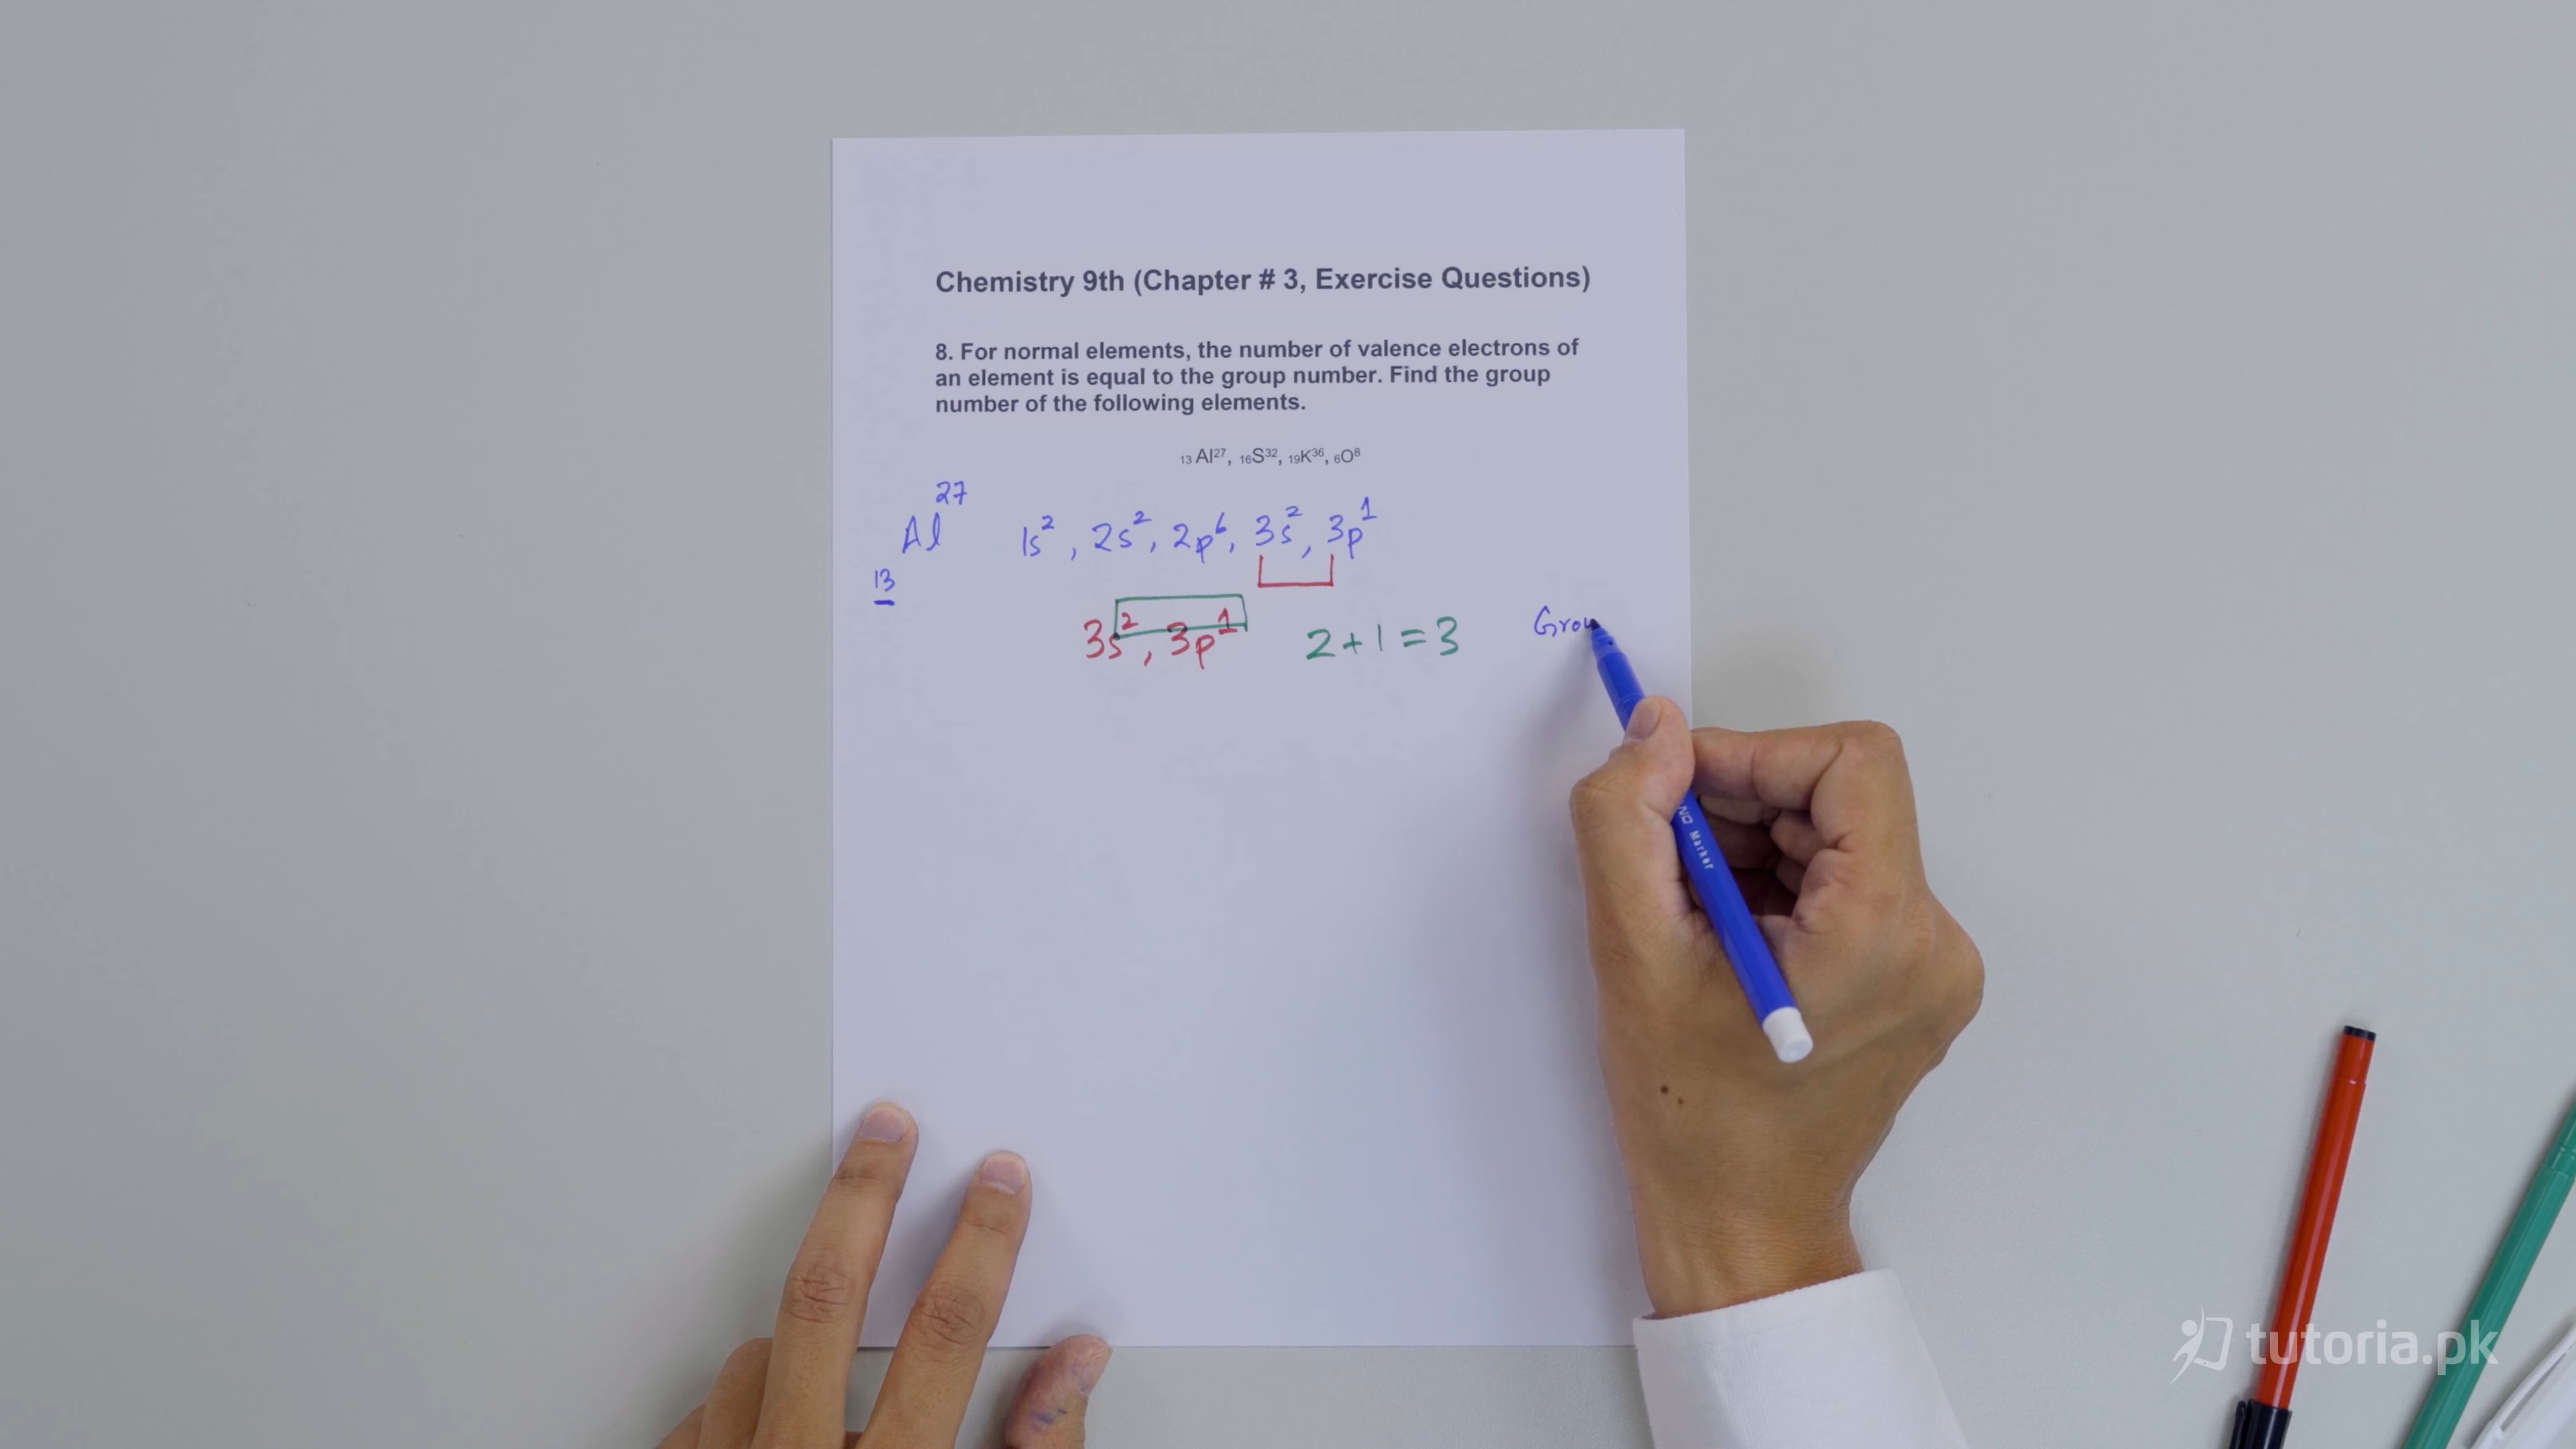 Chemistry 9th (Chapter # 3, Exercise Questions)
8. For normal elements, the number of valence electrons of
an element is equal to the group number. Find the group
number of the following elements.
₁₃ Al²⁷, ₁₆S³², ₁₉K³⁶, ₆O⁸
₁₃Al²⁷ 1s², 2s², 2p⁶, 3s², 3p¹
3s², 3p¹ 2+1=3 Grou
Marker
tutoria.pk